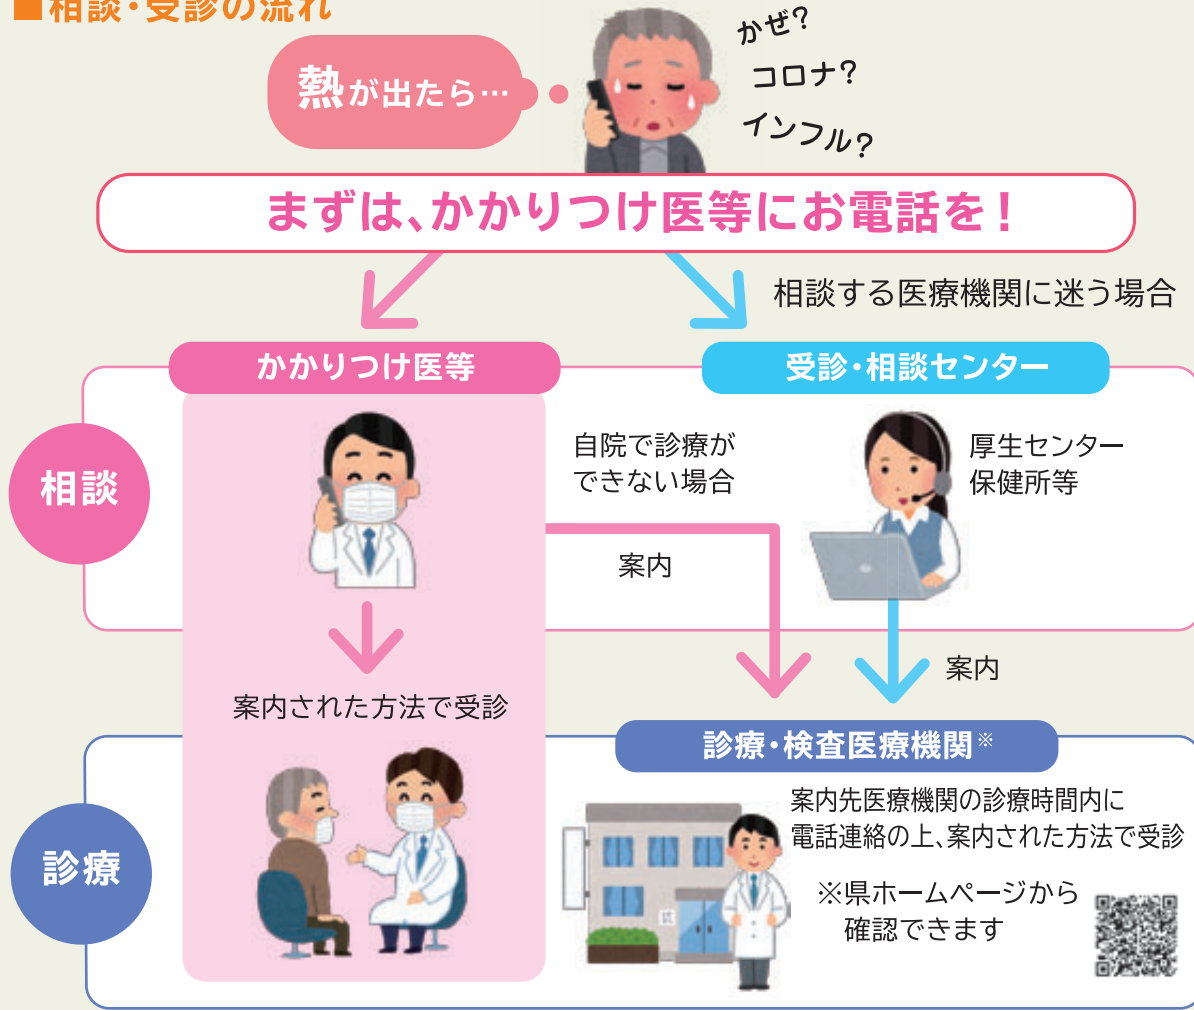 ■相談・受診の流れ
熱が出たら…
かぜ?
コロナ?
インフル?
まずは、かかりつけ医等にお電話を！
相談する医療機関に迷う場合
かかりつけ医等
受診・相談センター
相談
自院で診療が
できない場合
厚生センター
保健所等
案内
案内
案内された方法で受診
診療・検査医療機関※
診療
案内先医療機関の診療時間内に
電話連絡の上、案内された方法で受診
※県ホームページから
確認できます